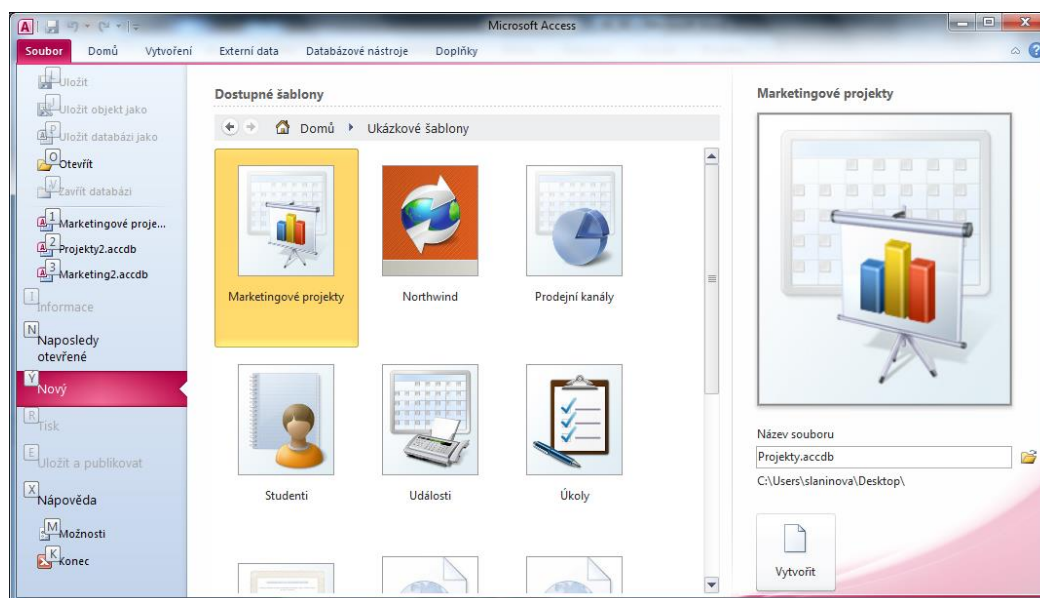 Microsoft Access
Soubor Domů Vytvoření Externí data Databázové nástroje Doplňky
J Uložit
U Uložit objekt jako
P Uložit databázi jako
O Otevřít
V Zavřít databázi
1 Marketingové proje...
2 Projekty2.accdb
3 Marketing2.accdb
I Informace
N Naposledy
otevřené
Ý Nový
R Tisk
E Uložit a publikovat
X Nápověda
M Možnosti
K Konec
Dostupné šablony
Domů Ukázkové šablony
Marketingové projekty Northwind Prodejní kanály
Studenti Události Úkoly
Marketingové projekty
Název souboru
Projekty.accdb
C:\Users\slaninova\Desktop\
Vytvořit